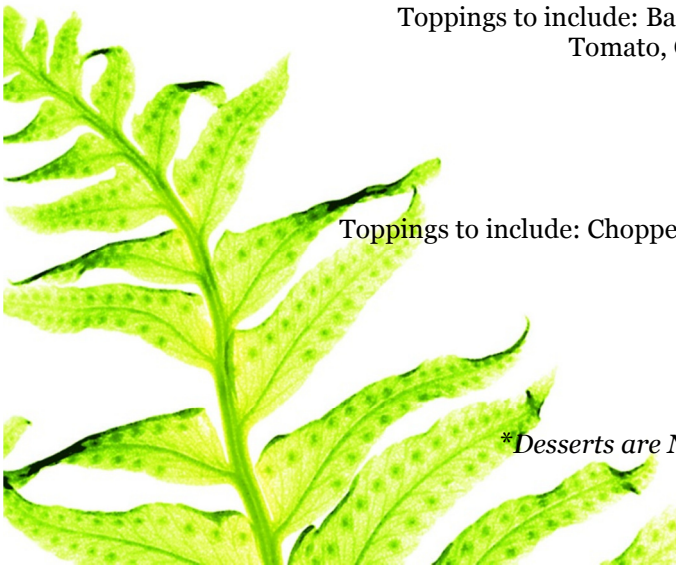 Toppings to include: Ba
Tomato,
Toppings to include: Choppe
*Desserts are